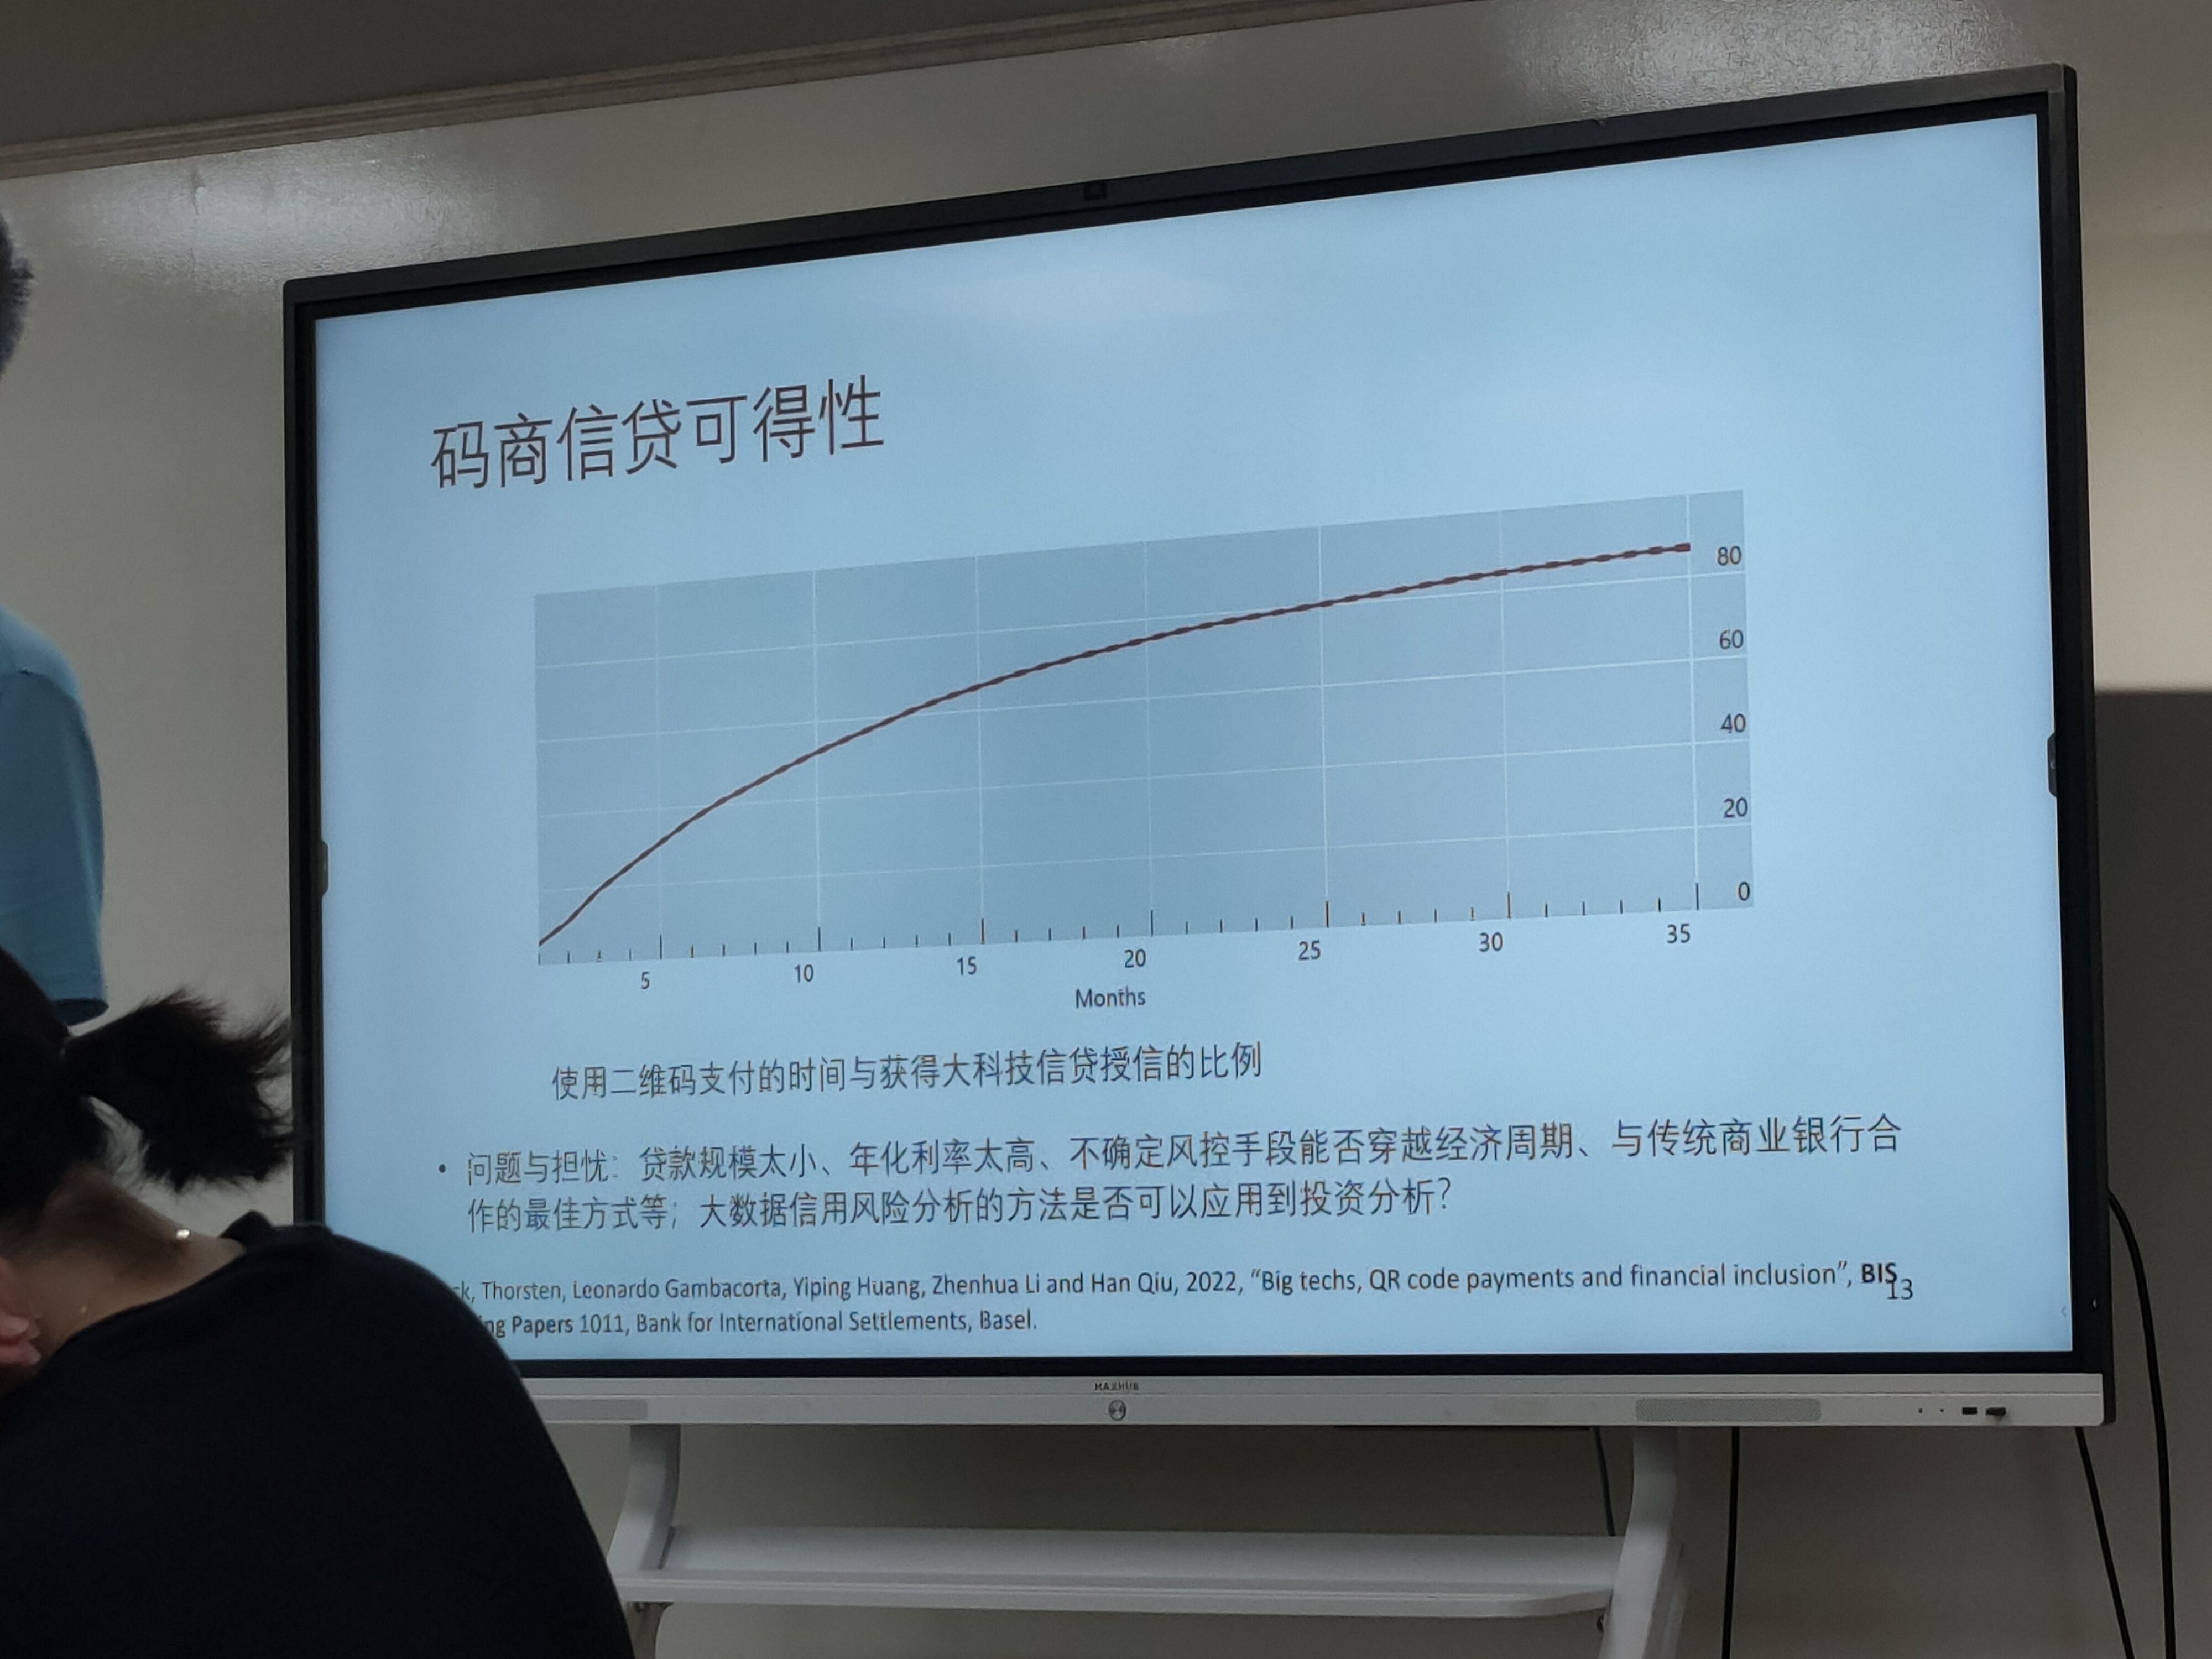 码商信贷可得性
80
60
40
20
0
5 10 15 20 25 30 35
Months
使用二维码支付的时间与获得大科技信贷授信的比例
• 问题与担忧：贷款规模太小、年化利率太高、不确定风控手段能否穿越经济周期、与传统商业银行合
作的最佳方式等；大数据信用风险分析的方法是否可以应用到投资分析？
Thorsten, Leonardo Gambacorta, Yiping Huang, Zhenhua Li and Han Qiu, 2022, “Big techs, QR code payments and financial inclusion”, BIS
13
Papers 1011, Bank for International Settlements, Basel.
MAXHUB